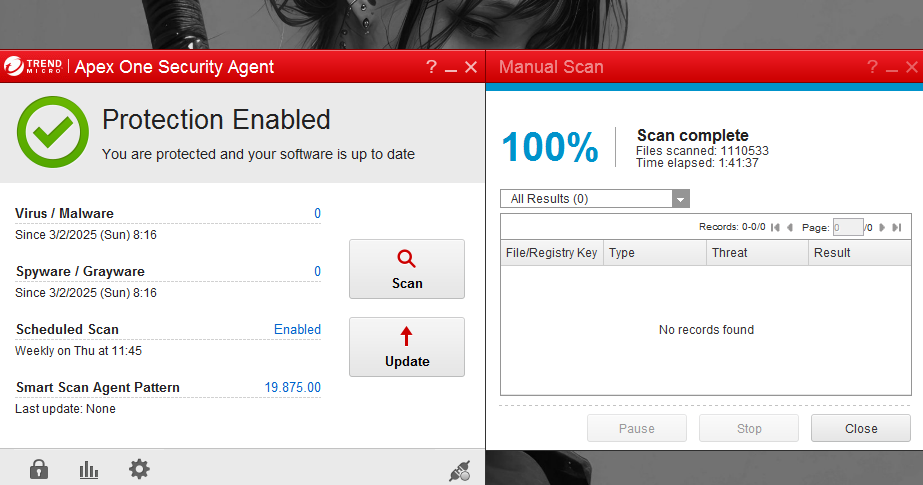 TREND MICRO | Apex One Security Agent
Protection Enabled
You are protected and your software is up to date
Virus / Malware 0
Since 3/2/2025 (Sun) 8:16
Spyware / Grayware 0
Since 3/2/2025 (Sun) 8:16
Scheduled Scan Enabled
Weekly on Thu at 11:45
Smart Scan Agent Pattern 19.875.00
Last update: None
Scan
Update
Manual Scan
100%
Scan complete
Files scanned: 1110533
Time elapsed: 1:41:37
All Results (0)
Records: 0-0/0 Page: 0 /0
File/Registry Key Type Threat Result
No records found
Pause Stop Close